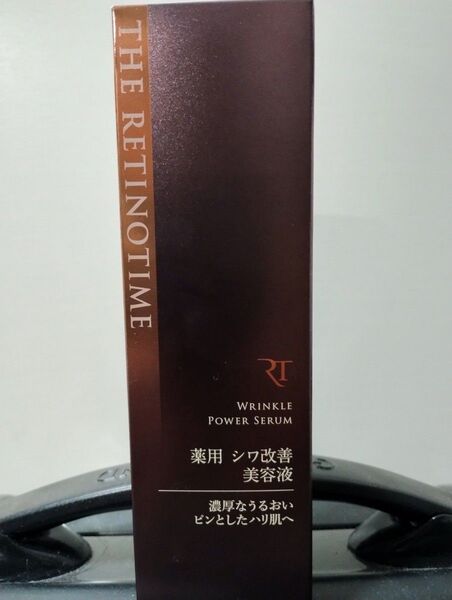 THE RETINOTIME
RT
WRINKLE
POWER SERUM
薬用 シワ改善
美容液
濃厚なうるおい
ピンとしたハリ肌へ